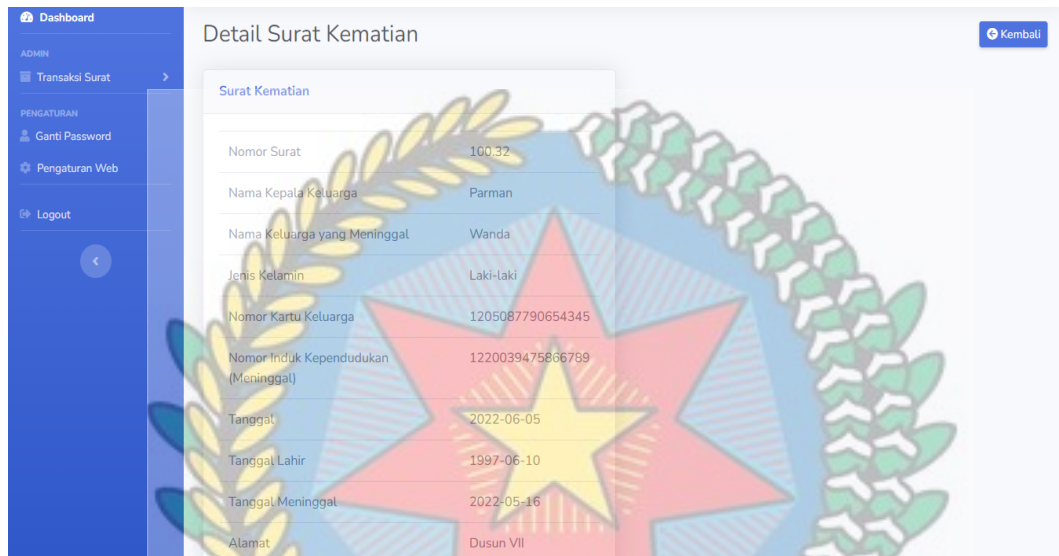 Dashboard
ADMIN
Transaksi Surat
PENGATURAN
Ganti Password
Pengaturan Web
Logout
Detail Surat Kematian
Kembali
Surat Kematian
Nomor Surat 100.32
Nama Kepala Keluarga Parman
Nama Keluarga yang Meninggal Wanda
Jenis Kelamin Laki-laki
Nomor Kartu Keluarga 1205087790654345
Nomor Induk Kependudukan 1220039475866789
(Meninggal)
Tanggal 2022-06-05
Tanggal Lahir 1997-06-10
Tanggal Meninggal 2022-05-16
Alamat Dusun VII